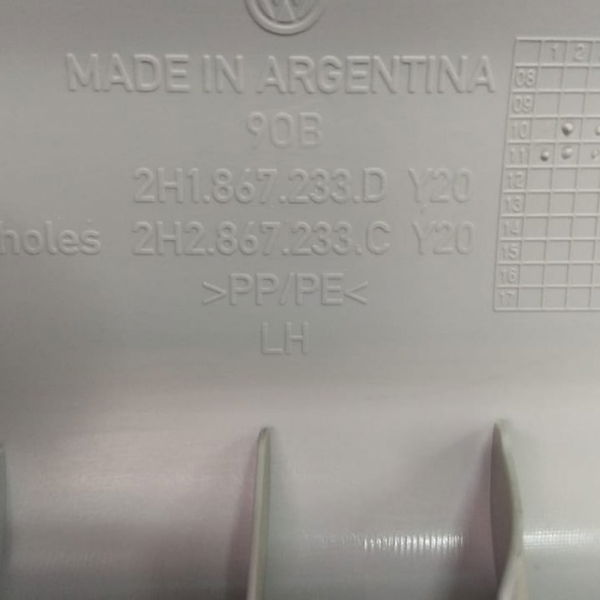 MADE IN ARGENTINA
90B
2H1.867.233.D Y20
holes 2H2.867.233.C Y20
>PP/PE<
LH
1 2
08
09
10
11
12
13
14
15
16
17